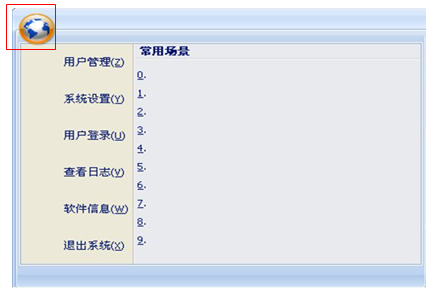 常用场景
用户管理(Z)
0.
系统设置(Y)
1.
2.
用户登录(U)
3.
4.
查看日志(V)
5.
6.
软件信息(W)
7.
8.
退出系统(X)
9.